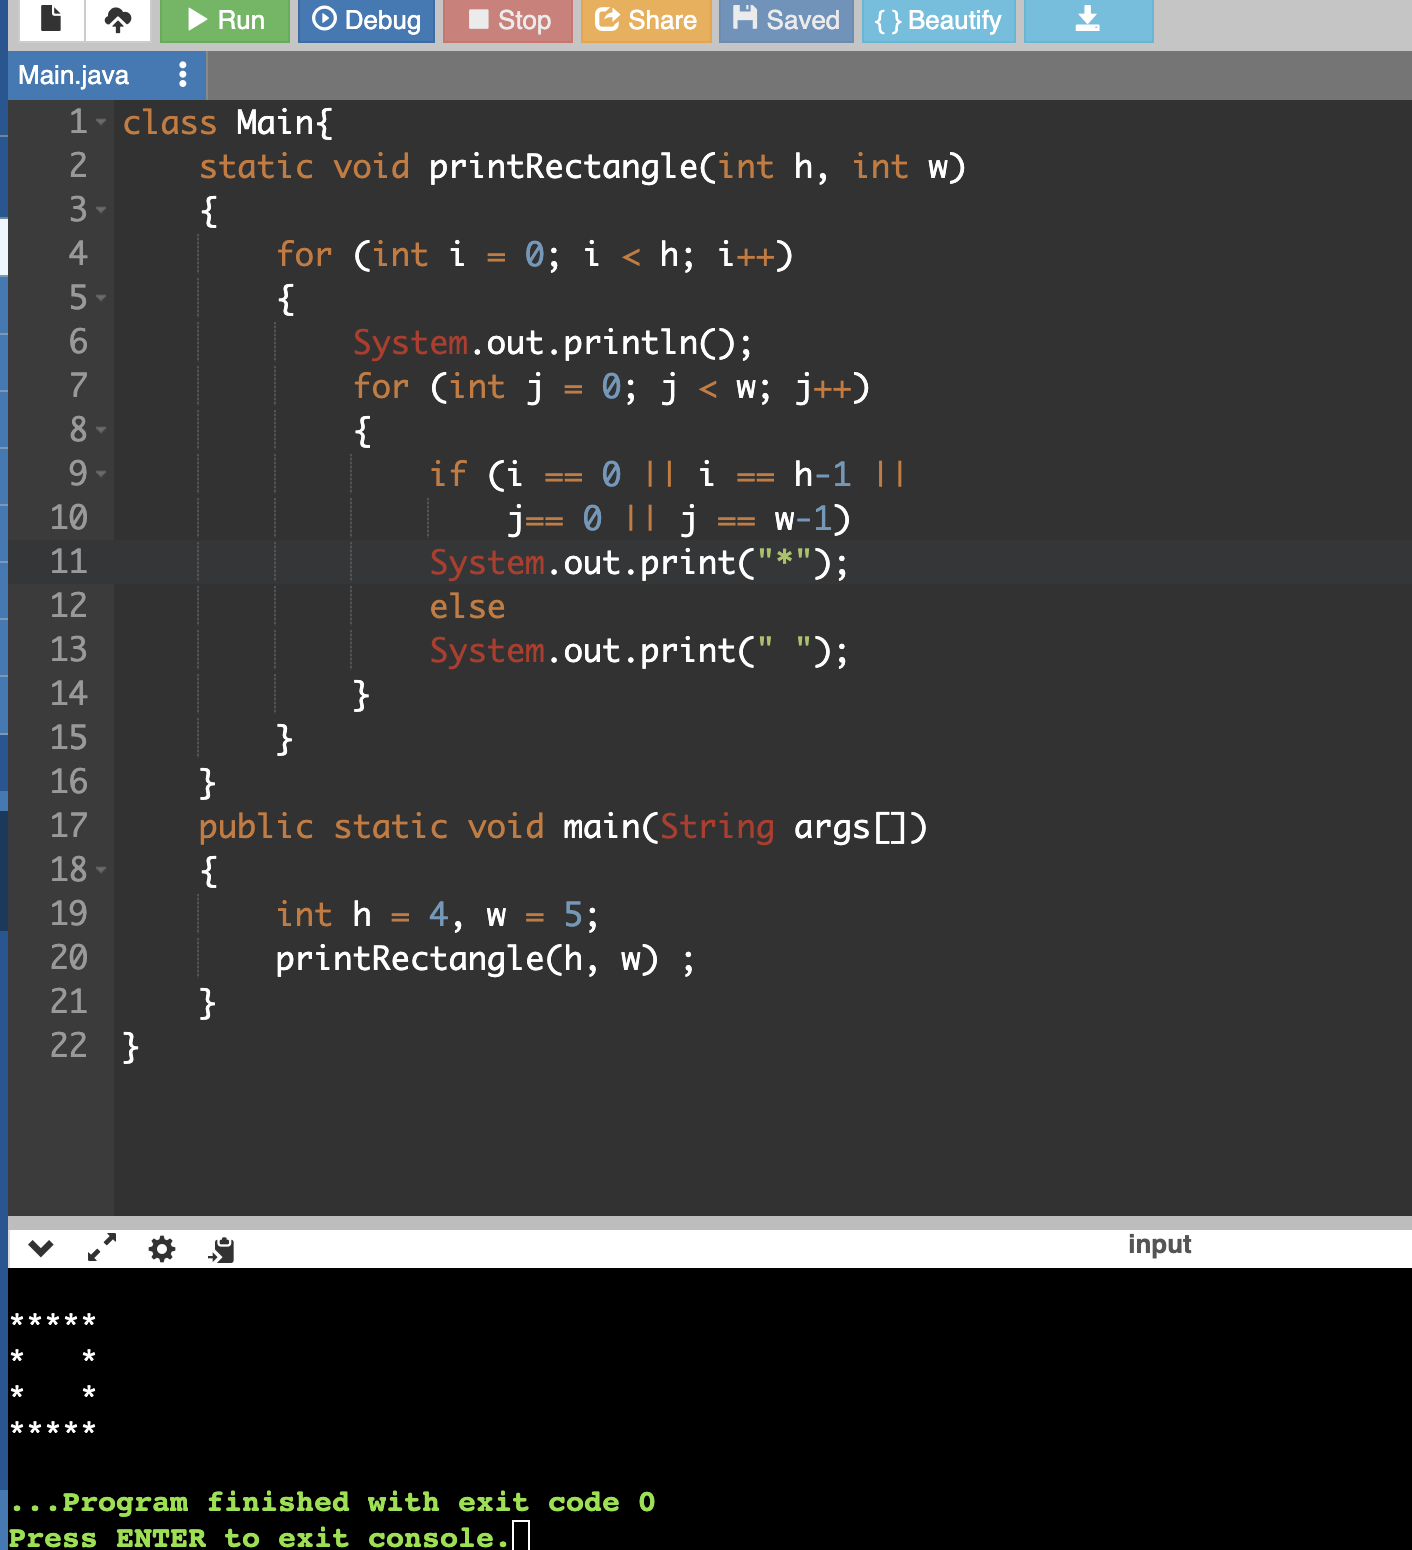 Run Debug Stop Share Saved { } Beautify
Main.java
1 class Main{
2     static void printRectangle(int h, int w)
3     {
4         for (int i = 0; i < h; i++)
5         {
6             System.out.println();
7             for (int j = 0; j < w; j++)
8             {
9                 if (i == 0 || i == h-1 ||
10                     j== 0 || j == w-1)
11                 System.out.print("*");
12                 else
13                 System.out.print(" ");
14             }
15         }
16     }
17     public static void main(String args[])
18     {
19         int h = 4, w = 5;
20         printRectangle(h, w) ;
21     }
22 }
input
*****
*   *
*   *
*****
...Program finished with exit code 0
Press ENTER to exit console.